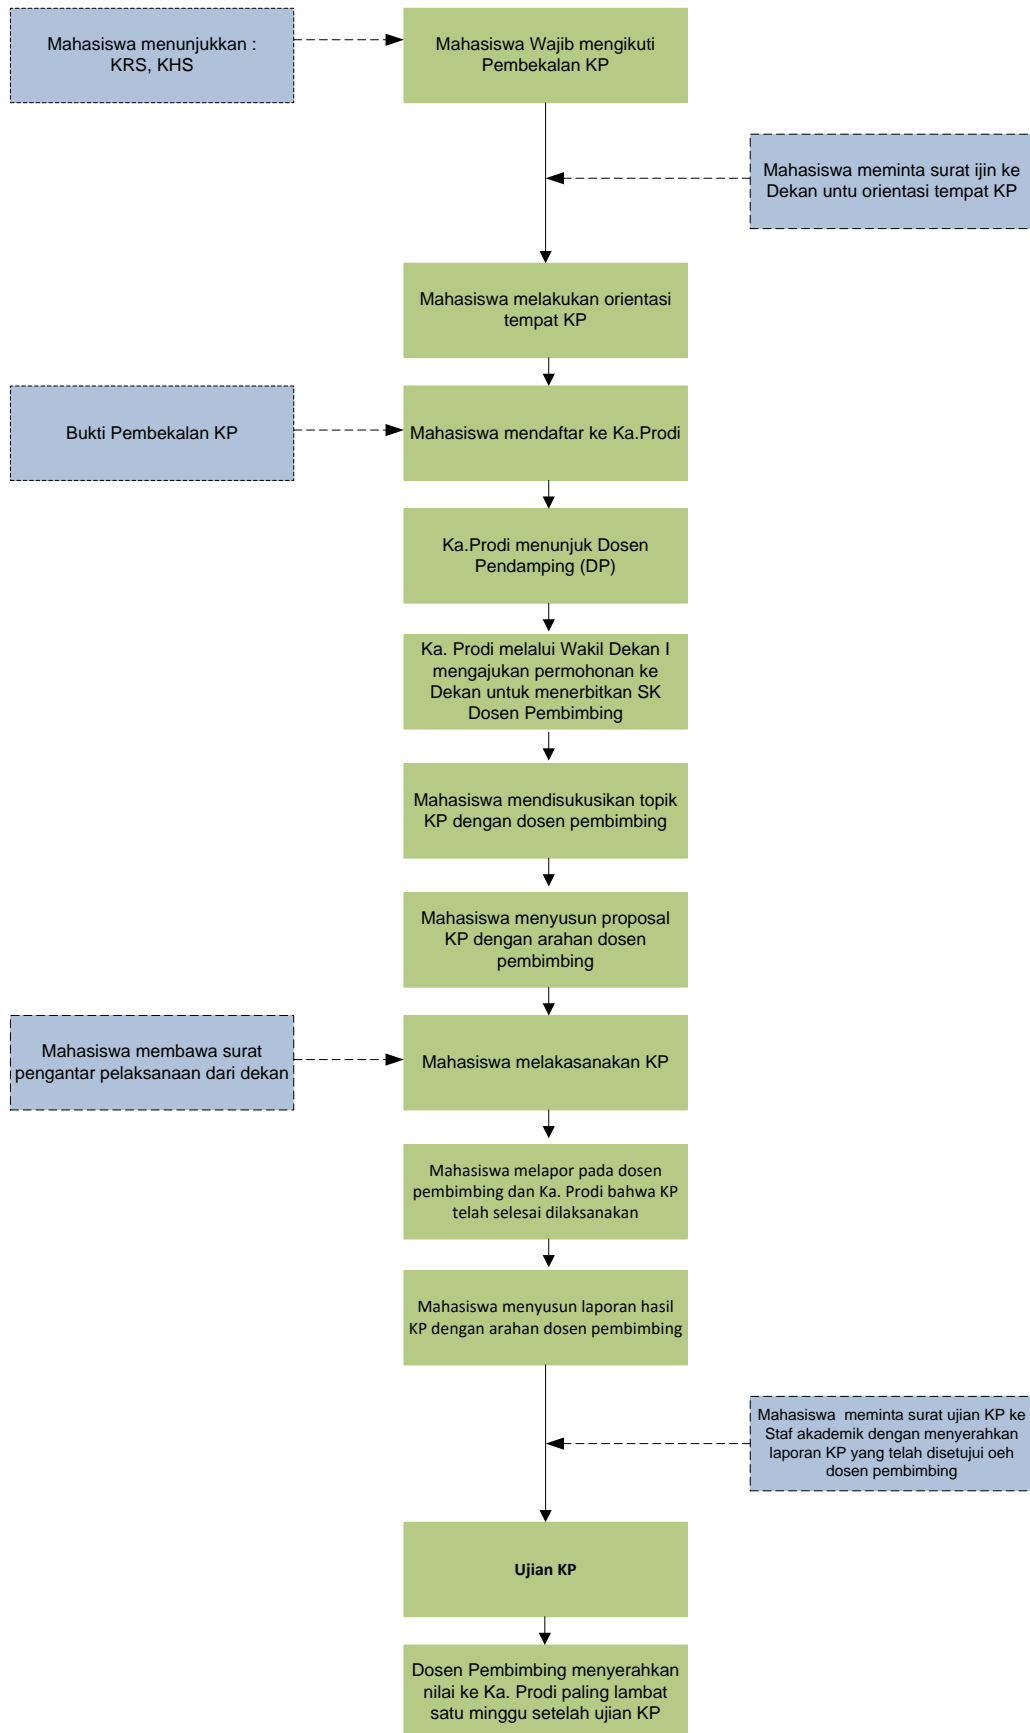 Mahasiswa menunjukkan :
KRS, KHS
Mahasiswa Wajib mengikuti
Pembekalan KP
Mahasiswa meminta surat ijin ke
Dekan untu orientasi tempat KP
Mahasiswa melakukan orientasi
tempat KP
Bukti Pembekalan KP
Mahasiswa mendaftar ke Ka.Prodi
Ka.Prodi menunjuk Dosen
Pendamping (DP)
Ka. Prodi melalui Wakil Dekan I
mengajukan permohonan ke
Dekan untuk menerbitkan SK
Dosen Pembimbing
Mahasiswa mendisukusikan topik
KP dengan dosen pembimbing
Mahasiswa menyusun proposal
KP dengan arahan dosen
pembimbing
Mahasiswa membawa surat
pengantar pelaksanaan dari dekan
Mahasiswa melakasanakan KP
Mahasiswa melapor pada dosen
pembimbing dan Ka. Prodi bahwa KP
telah selesai dilaksanakan
Mahasiswa menyusun laporan hasil
KP dengan arahan dosen pembimbing
Mahasiswa  meminta surat ujian KP ke
Staf akademik dengan menyerahkan
laporan KP yang telah disetujui oeh
dosen pembimbing
Ujian KP
Dosen Pembimbing menyerahkan
nilai ke Ka. Prodi paling lambat
satu minggu setelah ujian KP